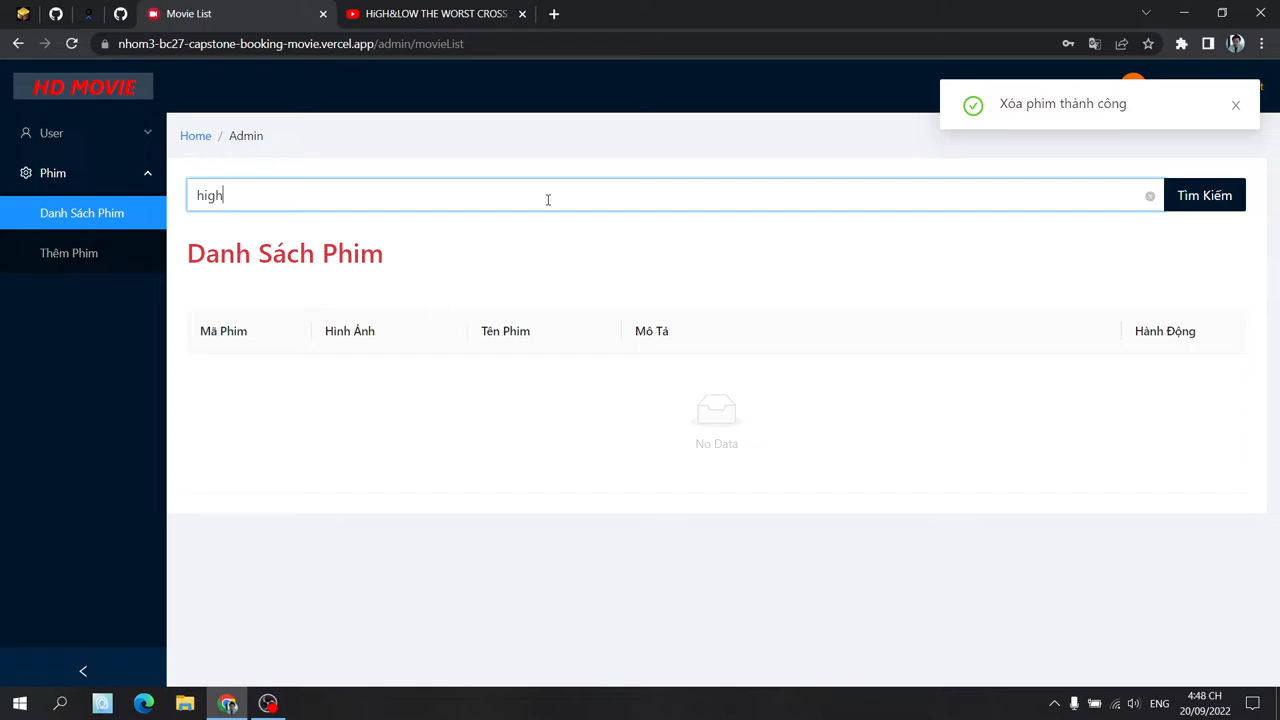 Movie List
HiGH&LOW THE WORST CROSS
nhom3-bc27-capstone-booking-movie.vercel.app/admin/movieList
HD MOVIE
Xóa phim thành công
User
Home / Admin
Phim
high
Tìm Kiếm
Danh Sách Phim
Thêm Phim
Danh Sách Phim
Mã Phim
Hình Ảnh
Tên Phim
Mô Tả
Hành Động
No Data
ENG
4:48 CH
20/09/2022